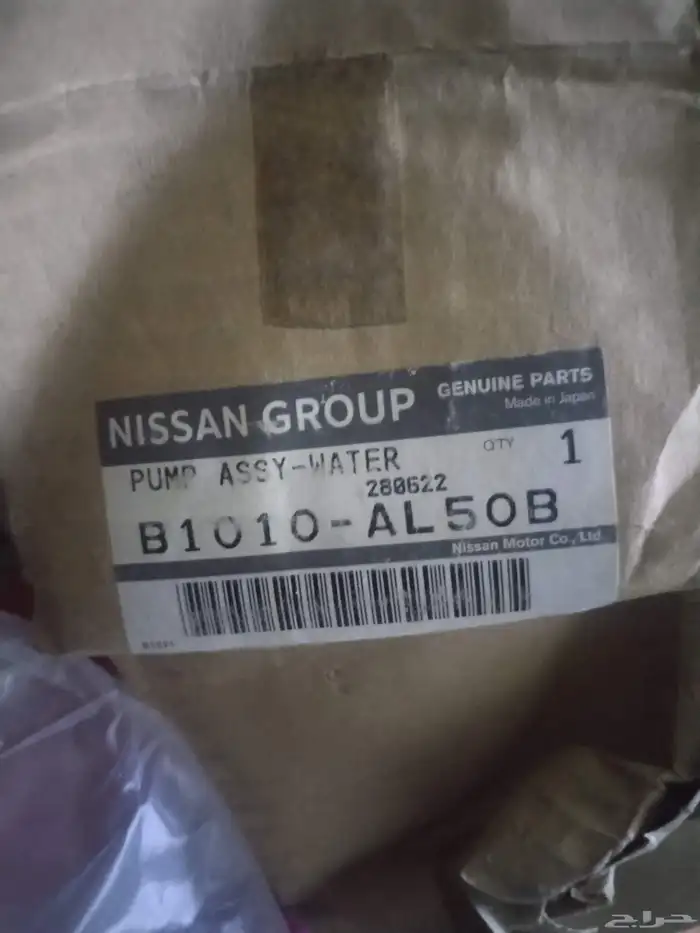 NISSAN GROUP GENUINE PARTS
Made in Japan
PUMP ASSY-WATER QTY 1
280622
B1010-AL50B
Nissan Motor Co., Ltd.
حراج